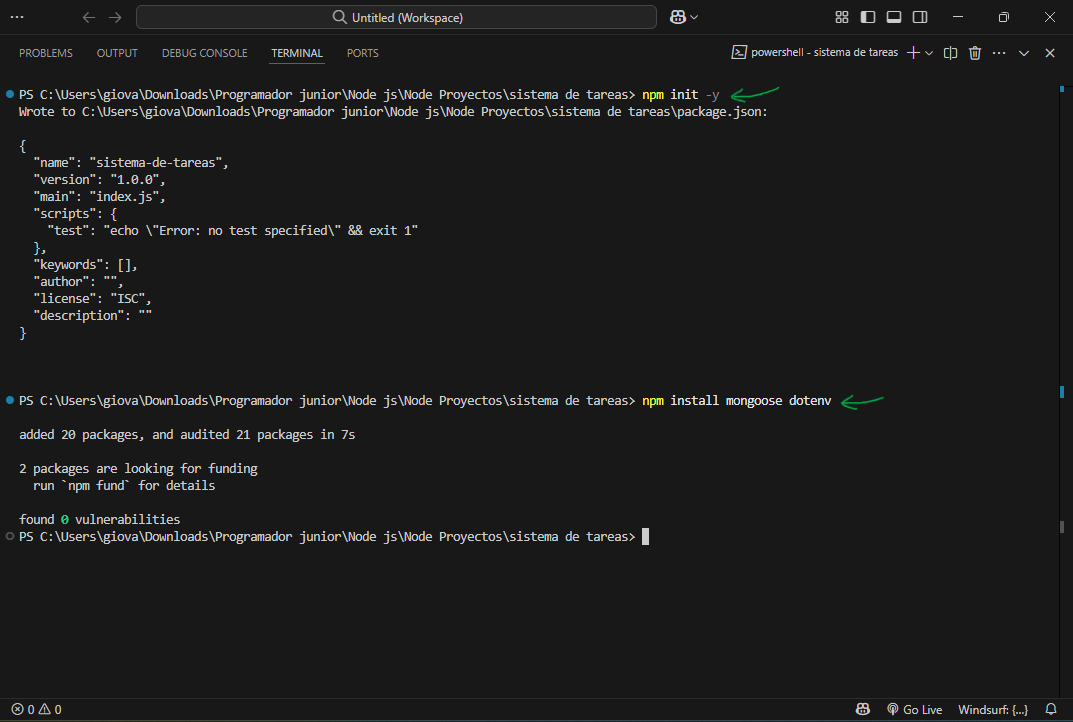 Untitled (Workspace)
PROBLEMS OUTPUT DEBUG CONSOLE TERMINAL PORTS powershell - sistema de tareas
PS C:\Users\giova\Downloads\Programador junior\Node js\Node Proyectos\sistema de tareas> npm init -y
Wrote to C:\Users\giova\Downloads\Programador junior\Node js\Node Proyectos\sistema de tareas\package.json:
{
  "name": "sistema-de-tareas",
  "version": "1.0.0",
  "main": "index.js",
  "scripts": {
    "test": "echo \"Error: no test specified\" && exit 1"
  },
  "keywords": [],
  "author": "",
  "license": "ISC",
  "description": ""
}
PS C:\Users\giova\Downloads\Programador junior\Node js\Node Proyectos\sistema de tareas> npm install mongoose dotenv
added 20 packages, and audited 21 packages in 7s
2 packages are looking for funding
  run `npm fund` for details
found 0 vulnerabilities
PS C:\Users\giova\Downloads\Programador junior\Node js\Node Proyectos\sistema de tareas>
0 0 Go Live Windsurf: {...}